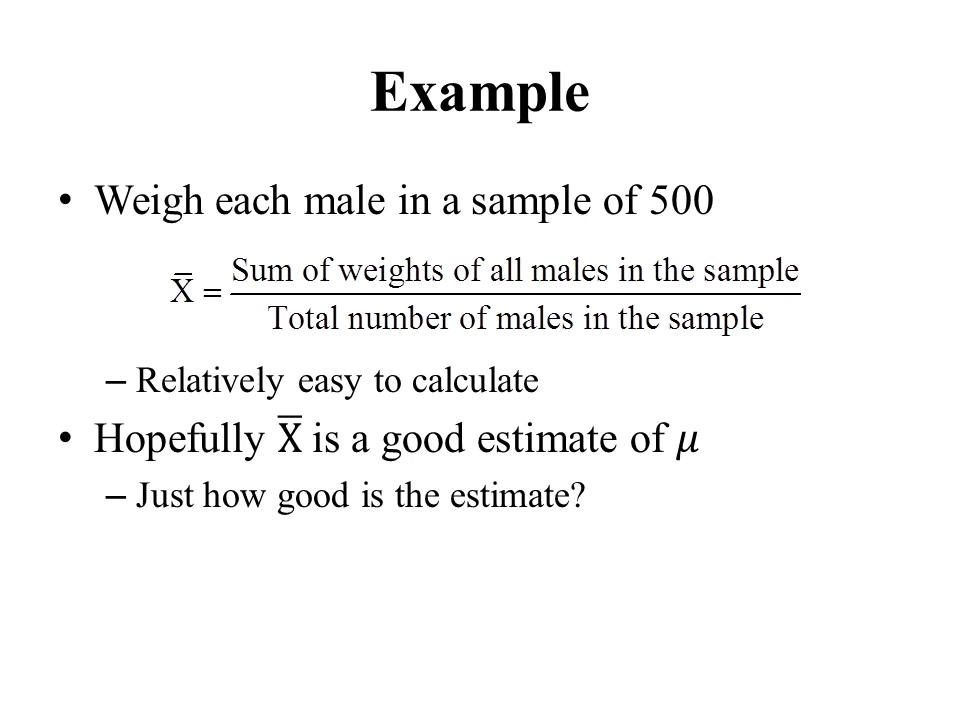 Example
• Weigh each male in a sample of 500
X̅ = Sum of weights of all males in the sample
Total number of males in the sample
– Relatively easy to calculate
• Hopefully X̅ is a good estimate of 𝜇
– Just how good is the estimate?